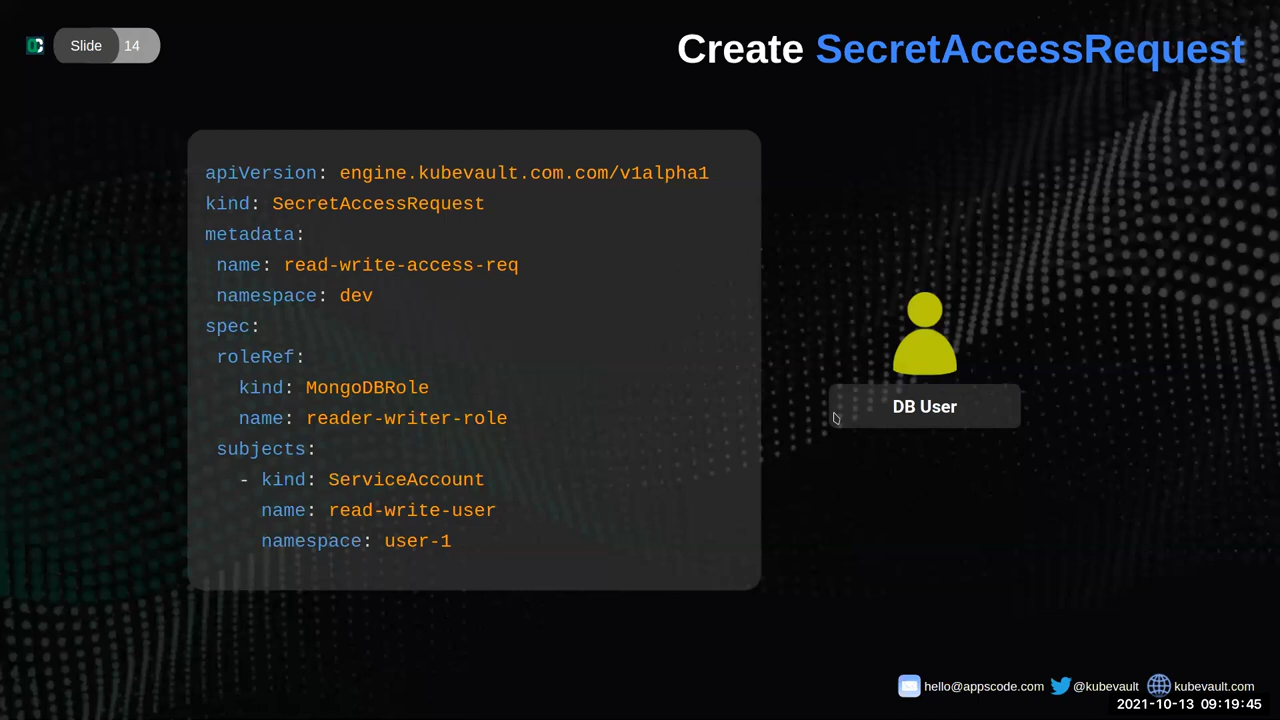 Slide 14
Create SecretAccessRequest
apiVersion: engine.kubevault.com.com/v1alpha1
kind: SecretAccessRequest
metadata:
 name: read-write-access-req
 namespace: dev
spec:
 roleRef:
   kind: MongoDBRole
   name: reader-writer-role
 subjects:
   - kind: ServiceAccount
     name: read-write-user
     namespace: user-1
DB User
hello@appscode.com @kubevault kubevault.com
2021-10-13 09:19:45